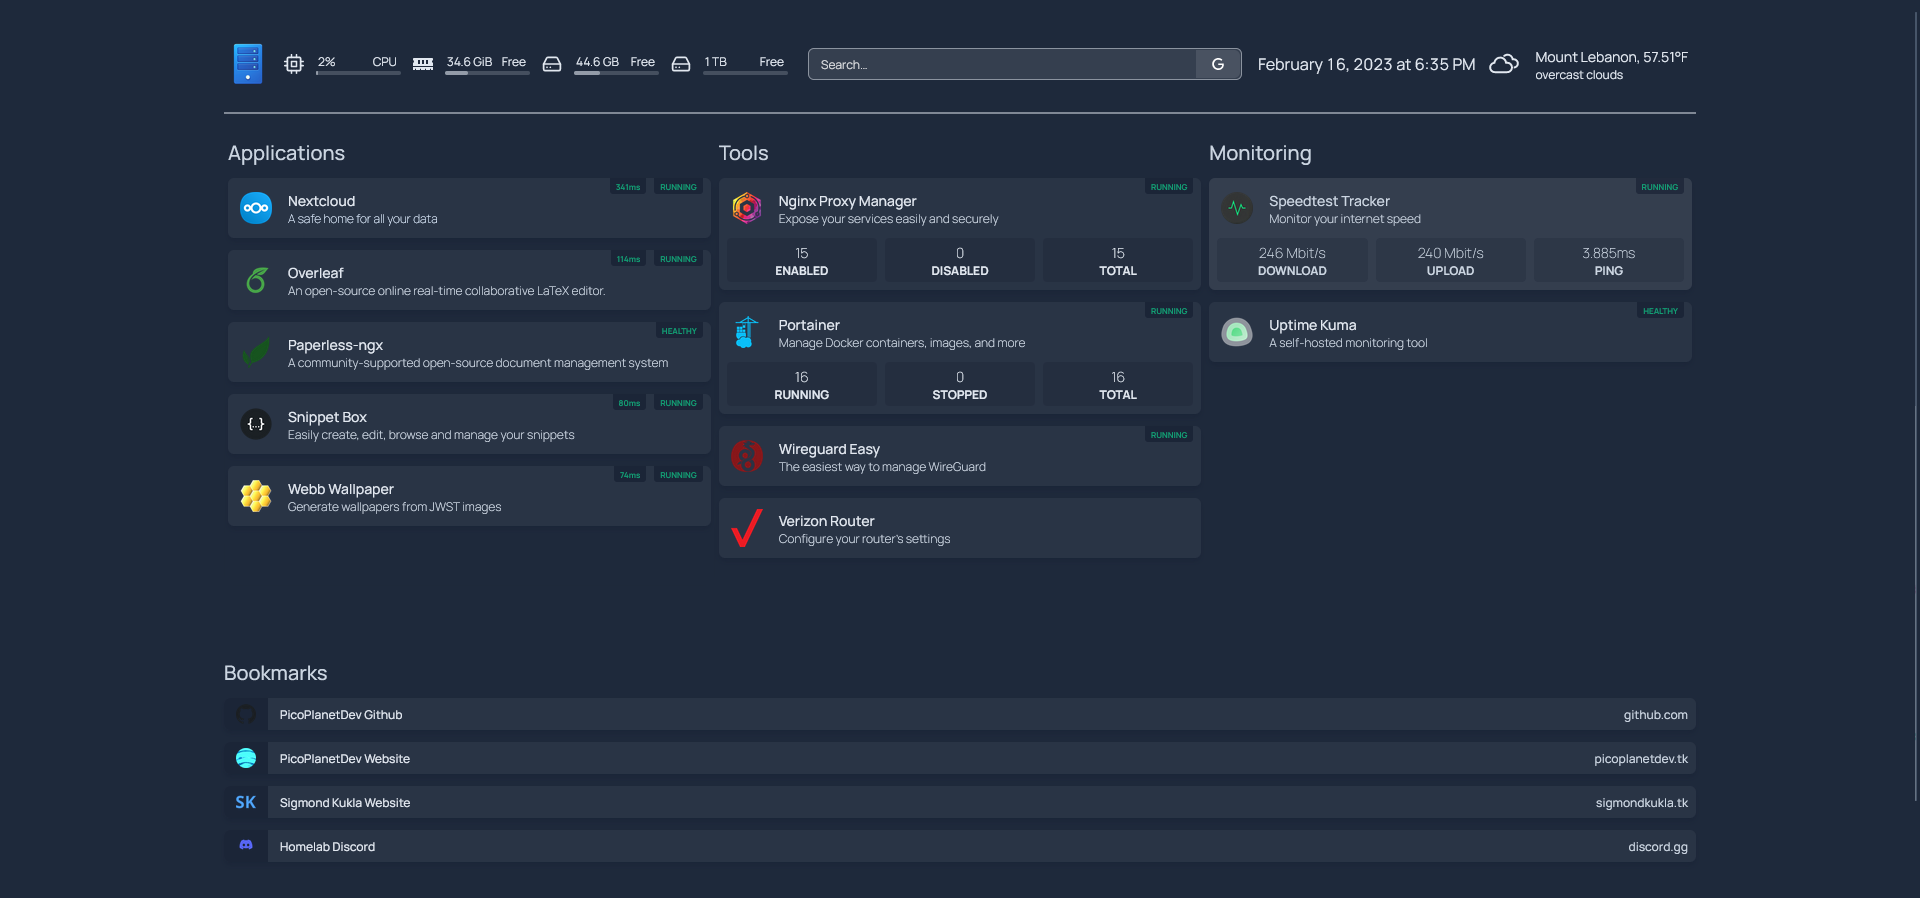 2% CPU
34.6 GiB Free
44.6 GB Free
1 TB Free
Search...
G
February 16, 2023 at 6:35 PM
Mount Lebanon, 57.51°F
overcast clouds
Applications
341ms RUNNING
Nextcloud
A safe home for all your data
114ms RUNNING
Overleaf
An open-source online real-time collaborative LaTeX editor.
HEALTHY
Paperless-ngx
A community-supported open-source document management system
80ms RUNNING
{...}
Snippet Box
Easily create, edit, browse and manage your snippets
74ms RUNNING
Webb Wallpaper
Generate wallpapers from JWST images
Tools
RUNNING
Nginx Proxy Manager
Expose your services easily and securely
15 0 15
ENABLED DISABLED TOTAL
RUNNING
Portainer
Manage Docker containers, images, and more
16 0 16
RUNNING STOPPED TOTAL
RUNNING
Wireguard Easy
The easiest way to manage WireGuard
Verizon Router
Configure your router's settings
Monitoring
RUNNING
Speedtest Tracker
Monitor your internet speed
246 Mbit/s 240 Mbit/s 3.885ms
DOWNLOAD UPLOAD PING
HEALTHY
Uptime Kuma
A self-hosted monitoring tool
Bookmarks
PicoPlanetDev Github github.com
PicoPlanetDev Website picoplanetdev.tk
SK Sigmond Kukla Website sigmondkukla.tk
Homelab Discord discord.gg